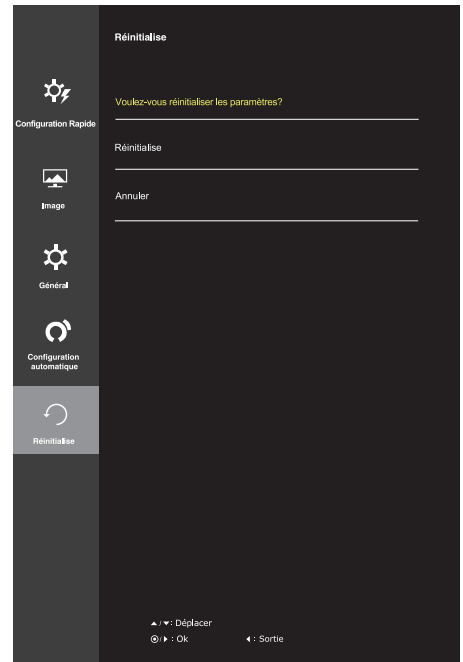 Réinitialise
Configuration Rapide
Image
Général
Configuration
automatique
Réinitialise
Voulez-vous réinitialiser les paramètres?
Réinitialise
Annuler
▲/▼: Déplacer
◉/▶ : Ok ◀ : Sortie